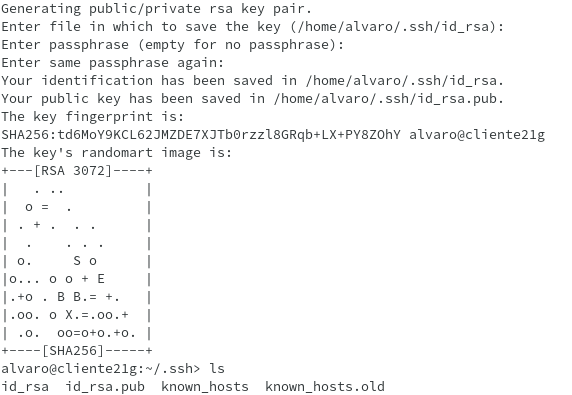 Generating public/private rsa key pair.
Enter file in which to save the key (/home/alvaro/.ssh/id_rsa):
Enter passphrase (empty for no passphrase):
Enter same passphrase again:
Your identification has been saved in /home/alvaro/.ssh/id_rsa.
Your public key has been saved in /home/alvaro/.ssh/id_rsa.pub.
The key fingerprint is:
SHA256:td6MoY9KCL62JMZDE7XJTb0rzzl8GRqb+LX+PY8ZOhY alvaro@cliente21g
The key's randomart image is:
+---[RSA 3072]----+
|   . ..          |
|  o =  .         |
| . + .  . .      |
|  .    . . .     |
| o.     S o      |
|o... o o + E     |
|.+o . B B.= +.   |
|.oo. o X.=.oo.+  |
| .o.  oo=o+o.+o. |
+----[SHA256]-----+
alvaro@cliente21g:~/.ssh> ls
id_rsa  id_rsa.pub  known_hosts  known_hosts.old